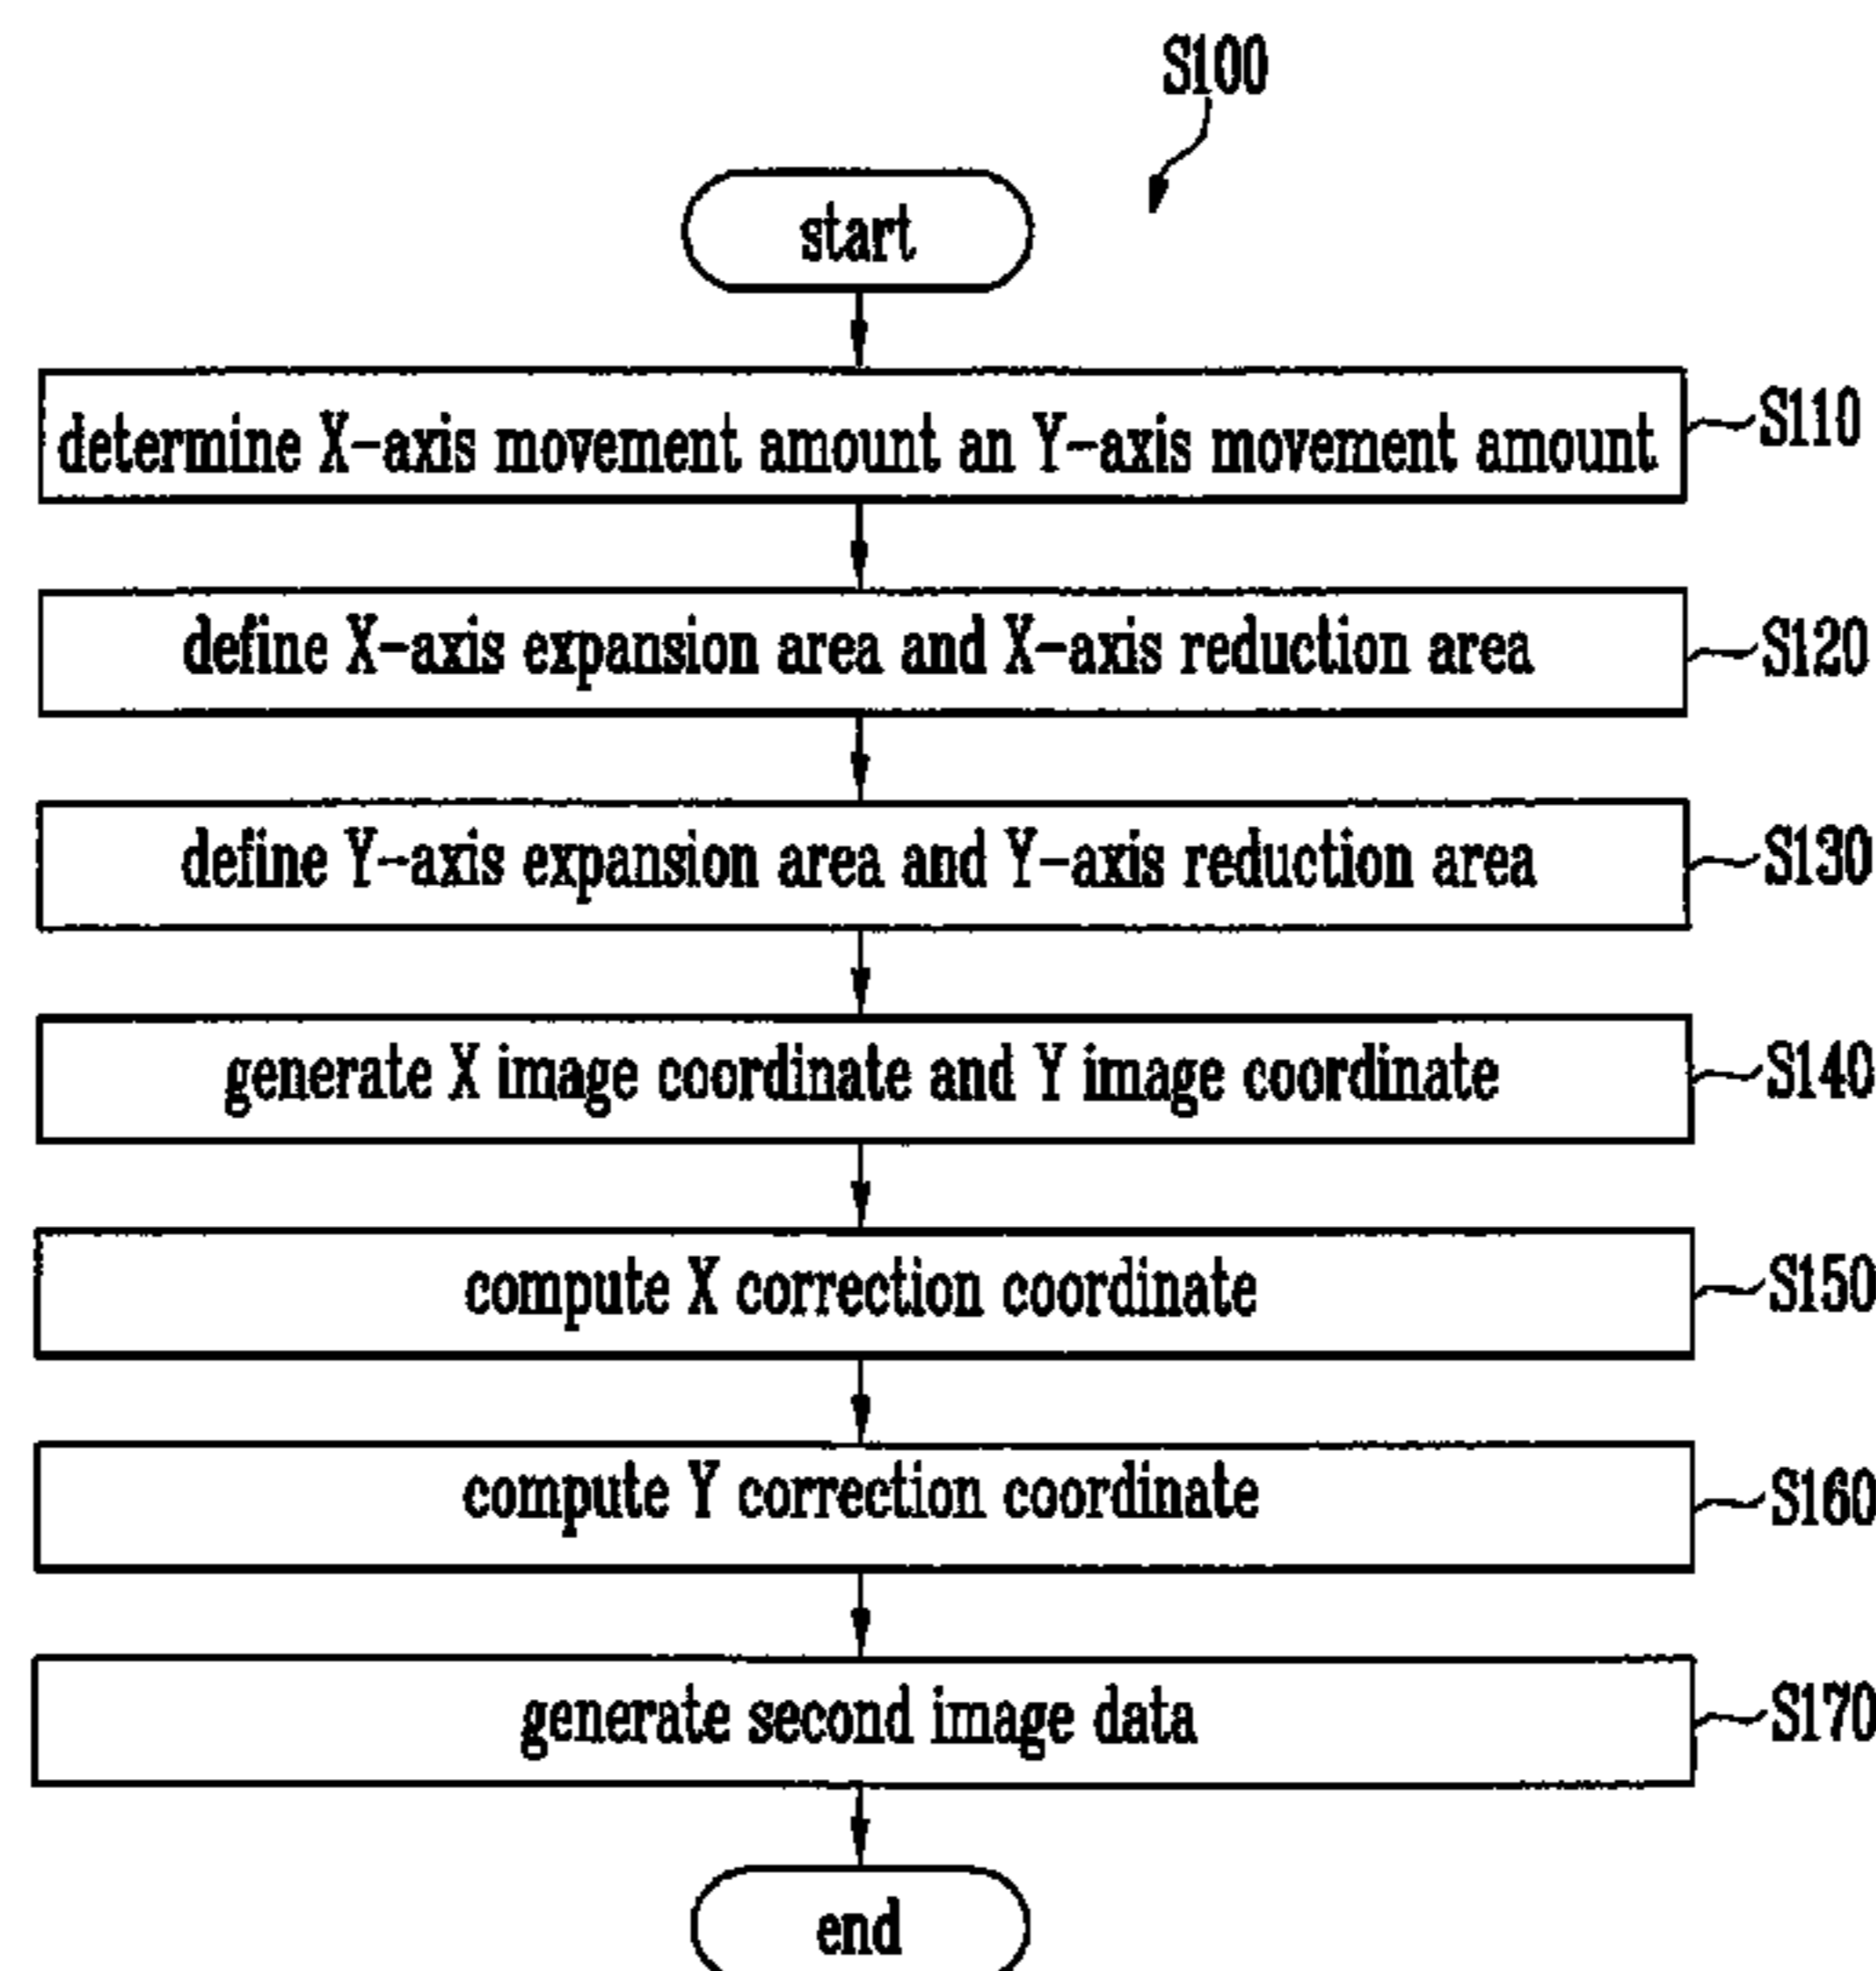 S100
start
determine X-axis movement amount an Y-axis movement amount
S110
define X-axis expansion area and X-axis reduction area
S120
define Y-axis expansion area and Y-axis reduction area
S130
generate X image coordinate and Y image coordinate
S140
compute X correction coordinate
S150
compute Y correction coordinate
S160
generate second image data
S170
end